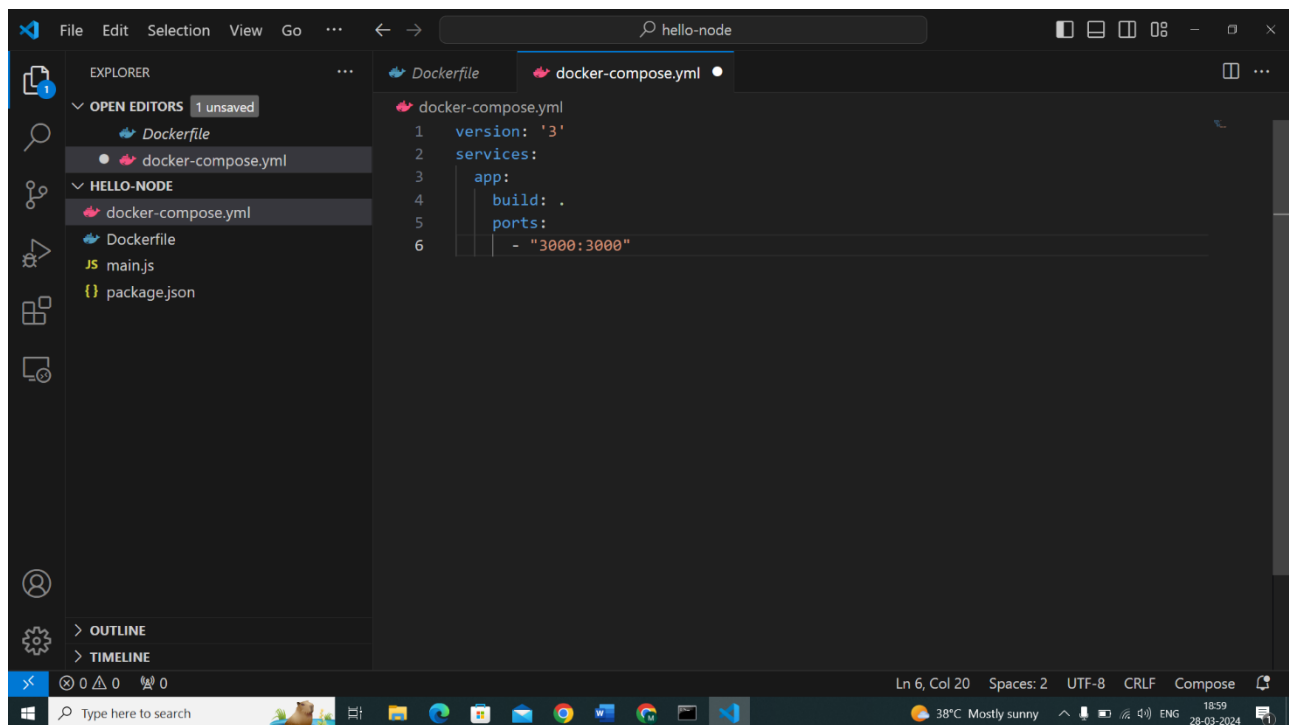 File Edit Selection View Go ··· hello-node
EXPLORER ···
OPEN EDITORS 1 unsaved
Dockerfile
docker-compose.yml
HELLO-NODE
docker-compose.yml
Dockerfile
JS main.js
{} package.json
OUTLINE
TIMELINE
1
Dockerfile docker-compose.yml
docker-compose.yml
1 version: '3'
2 services:
3 app:
4 build: .
5 ports:
6 - "3000:3000"
0 0 0 Ln 6, Col 20 Spaces: 2 UTF-8 CRLF Compose
Type here to search 38°C Mostly sunny ENG 18:59
28-03-2024